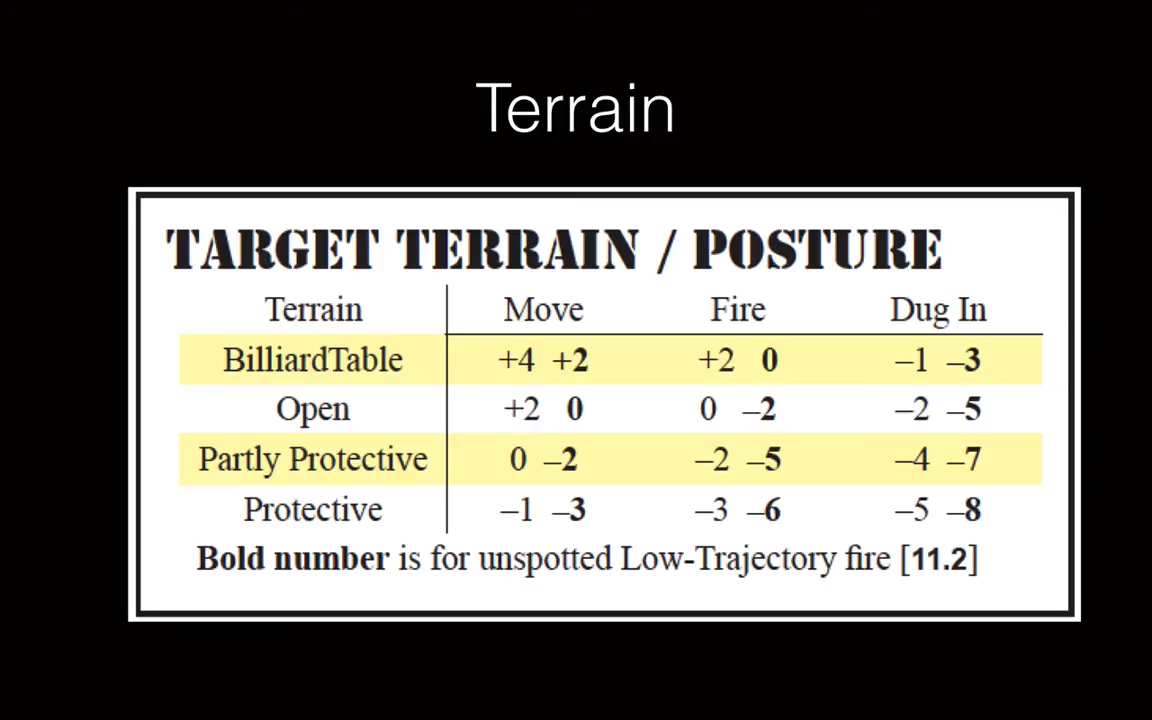 Terrain
TARGET TERRAIN / POSTURE
Terrain Move Fire Dug In
BilliardTable +4 +2 +2 0 –1 –3
Open +2 0 0 –2 –2 –5
Partly Protective 0 –2 –2 –5 –4 –7
Protective –1 –3 –3 –6 –5 –8
Bold number is for unspotted Low-Trajectory fire [11.2]